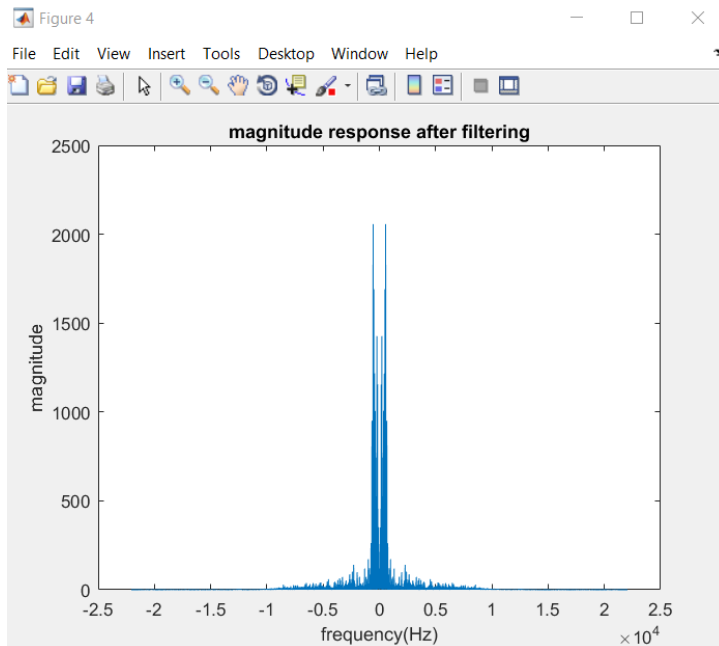 Figure 4
File Edit View Insert Tools Desktop Window Help
magnitude response after filtering
2500
2000
1500
1000
500
0
magnitude
-2.5 -2 -1.5 -1 -0.5 0 0.5 1 1.5 2 2.5
frequency(Hz)
×10^4